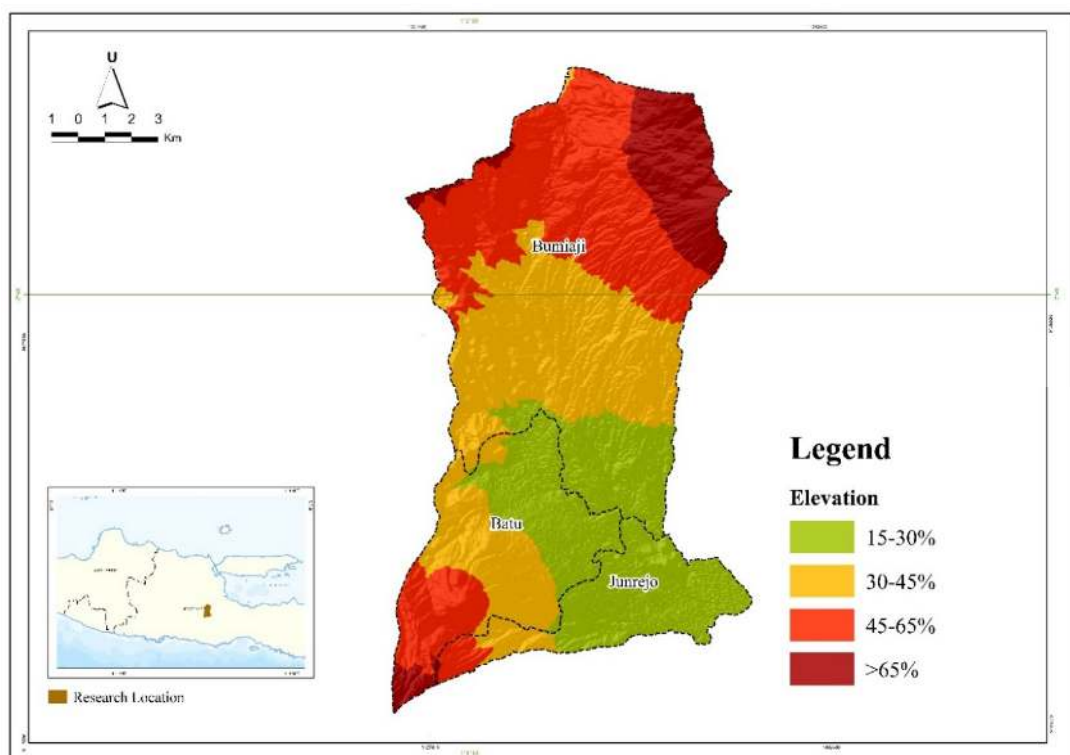 U
1 0 1 2 3
Km
Bumiaji
Batu
Junrejo
Legend
Elevation
15-30%
30-45%
45-65%
>65%
Research Location